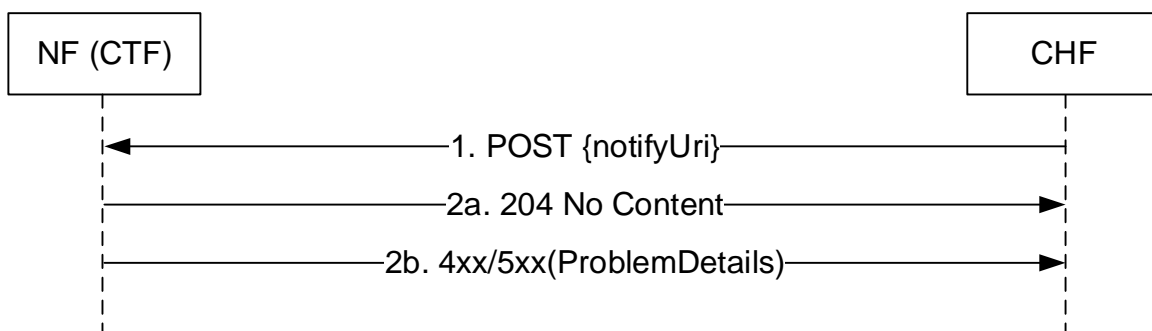 NF (CTF)
CHF
1. POST {notifyUri}
2a. 204 No Content
2b. 4xx/5xx(ProblemDetails)